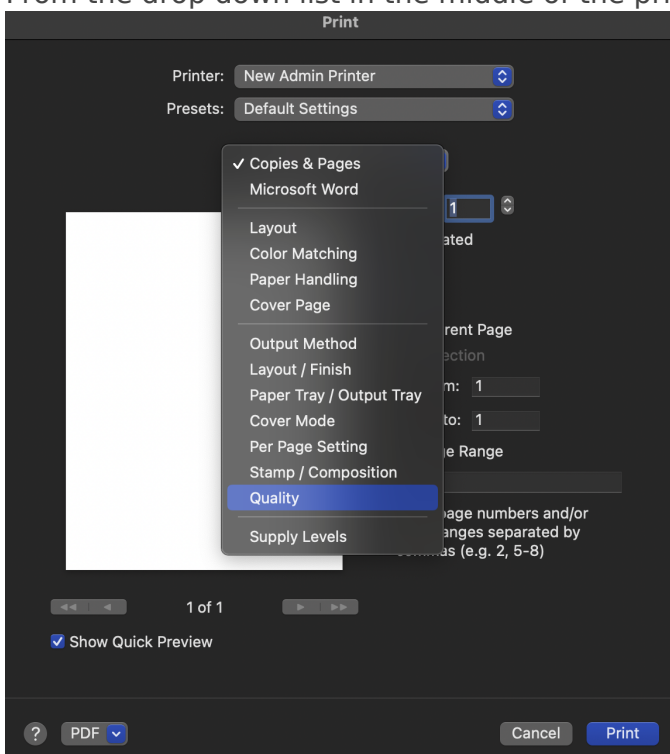 From the drop down list in the middle of the pri
Print
Printer: New Admin Printer
Presets: Default Settings
✓ Copies & Pages
Microsoft Word
1
Layout
ated
Color Matching
Paper Handling
Cover Page
rent Page
Output Method
ection
Layout / Finish
m: 1
Paper Tray / Output Tray
Cover Mode
to: 1
Per Page Setting
e Range
Stamp / Composition
Quality
age numbers and/or
Supply Levels
anges separated by
commas (e.g. 2, 5-8)
1 of 1
Show Quick Preview
? PDF
Cancel Print